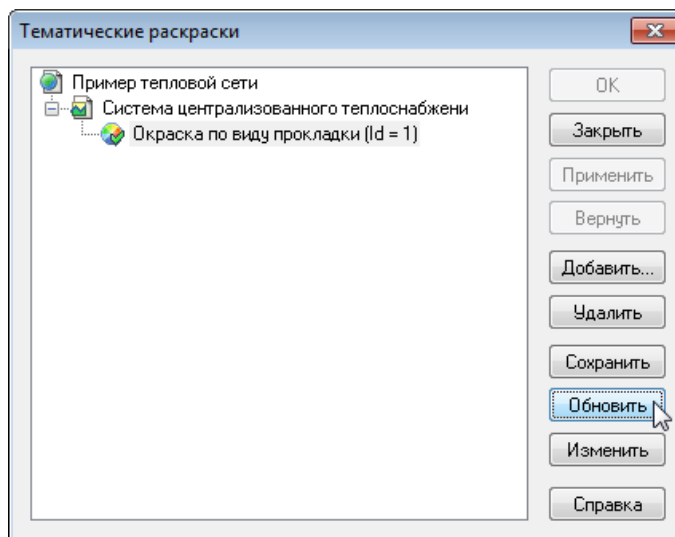 Тематические раскраски
Пример тепловой сети
Система централизованного теплоснабжени
Окраска по виду прокладки (Id = 1)
ОК
Закрыть
Применить
Вернуть
Добавить...
Удалить
Сохранить
Обновить
Изменить
Справка